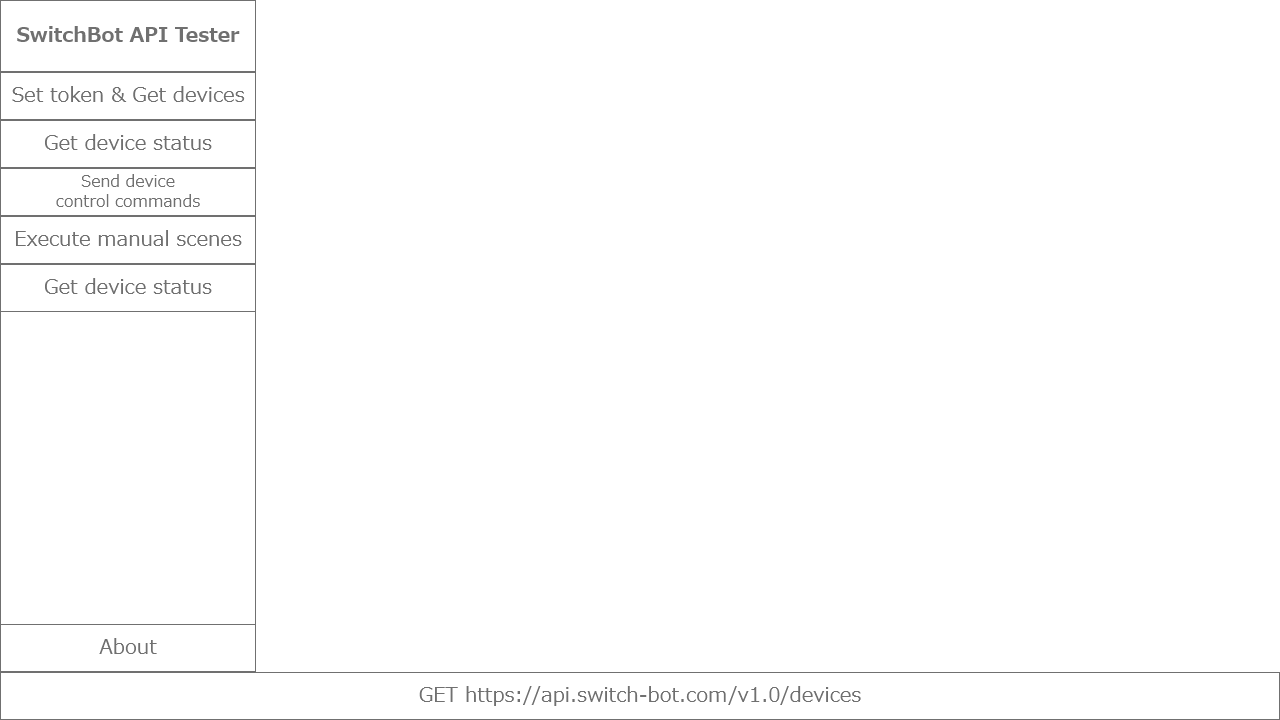 SwitchBot API Tester
Set token & Get devices
Get device status
Send device
control commands
Execute manual scenes
Get device status
About
GET https://api.switch-bot.com/v1.0/devices